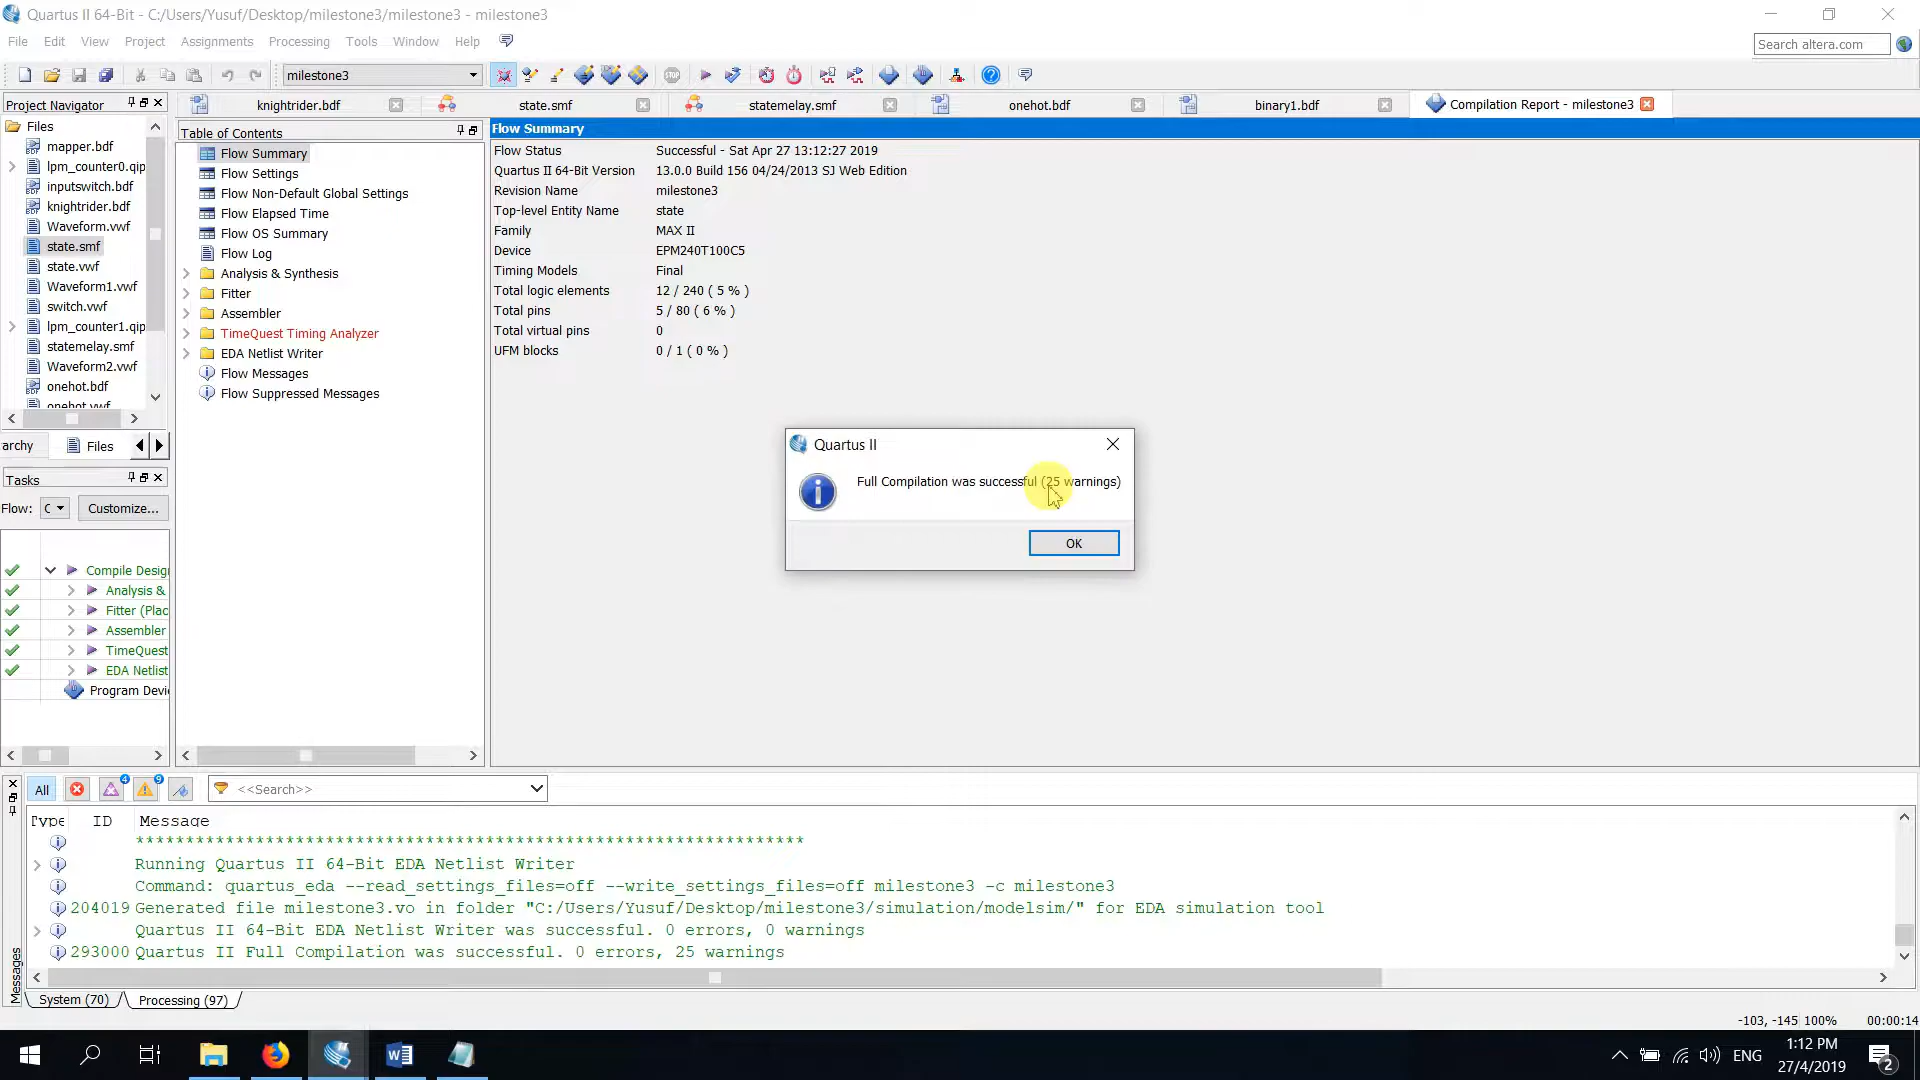 Quartus II 64-Bit - C:/Users/Yusuf/Desktop/milestone3/milestone3 - milestone3
File Edit View Project Assignments Processing Tools Window Help
Search altera.com
milestone3
STOP
Project Navigator
knightrider.bdf
state.smf
statemelay.smf
onehot.bdf
binary1.bdf
Compilation Report - milestone3
Files
mapper.bdf
lpm_counter0.qip
inputswitch.bdf
knightrider.bdf
Waveform.vwf
state.smf
state.vwf
Waveform1.vwf
switch.vwf
lpm_counter1.qip
statemelay.smf
Waveform2.vwf
onehot.bdf
onehot.vwf
archy
Files
Table of Contents
Flow Summary
Flow Settings
Flow Non-Default Global Settings
Flow Elapsed Time
Flow OS Summary
Flow Log
Analysis & Synthesis
Fitter
Assembler
TimeQuest Timing Analyzer
EDA Netlist Writer
Flow Messages
Flow Suppressed Messages
Flow Summary
Flow Status Successful - Sat Apr 27 13:12:27 2019
Quartus II 64-Bit Version 13.0.0 Build 156 04/24/2013 SJ Web Edition
Revision Name milestone3
Top-level Entity Name state
Family MAX II
Device EPM240T100C5
Timing Models Final
Total logic elements 12 / 240 ( 5 % )
Total pins 5 / 80 ( 6 % )
Total virtual pins 0
UFM blocks 0 / 1 ( 0 % )
Quartus II
Full Compilation was successful (25 warnings)
OK
Tasks
Flow: C Customize...
Compile Desig
Analysis &
Fitter (Plac
Assembler
TimeQuest
EDA Netlist
Program Devi
All 4 9 <<Search>>
Type ID Message
*******************************************************************
Running Quartus II 64-Bit EDA Netlist Writer
Command: quartus_eda --read_settings_files=off --write_settings_files=off milestone3 -c milestone3
204019 Generated file milestone3.vo in folder "C:/Users/Yusuf/Desktop/milestone3/simulation/modelsim/" for EDA simulation tool
Quartus II 64-Bit EDA Netlist Writer was successful. 0 errors, 0 warnings
293000 Quartus II Full Compilation was successful. 0 errors, 25 warnings
Messages
System (70) Processing (97)
-103, -145 100% 00:00:14
ENG
1:12 PM
27/4/2019
2